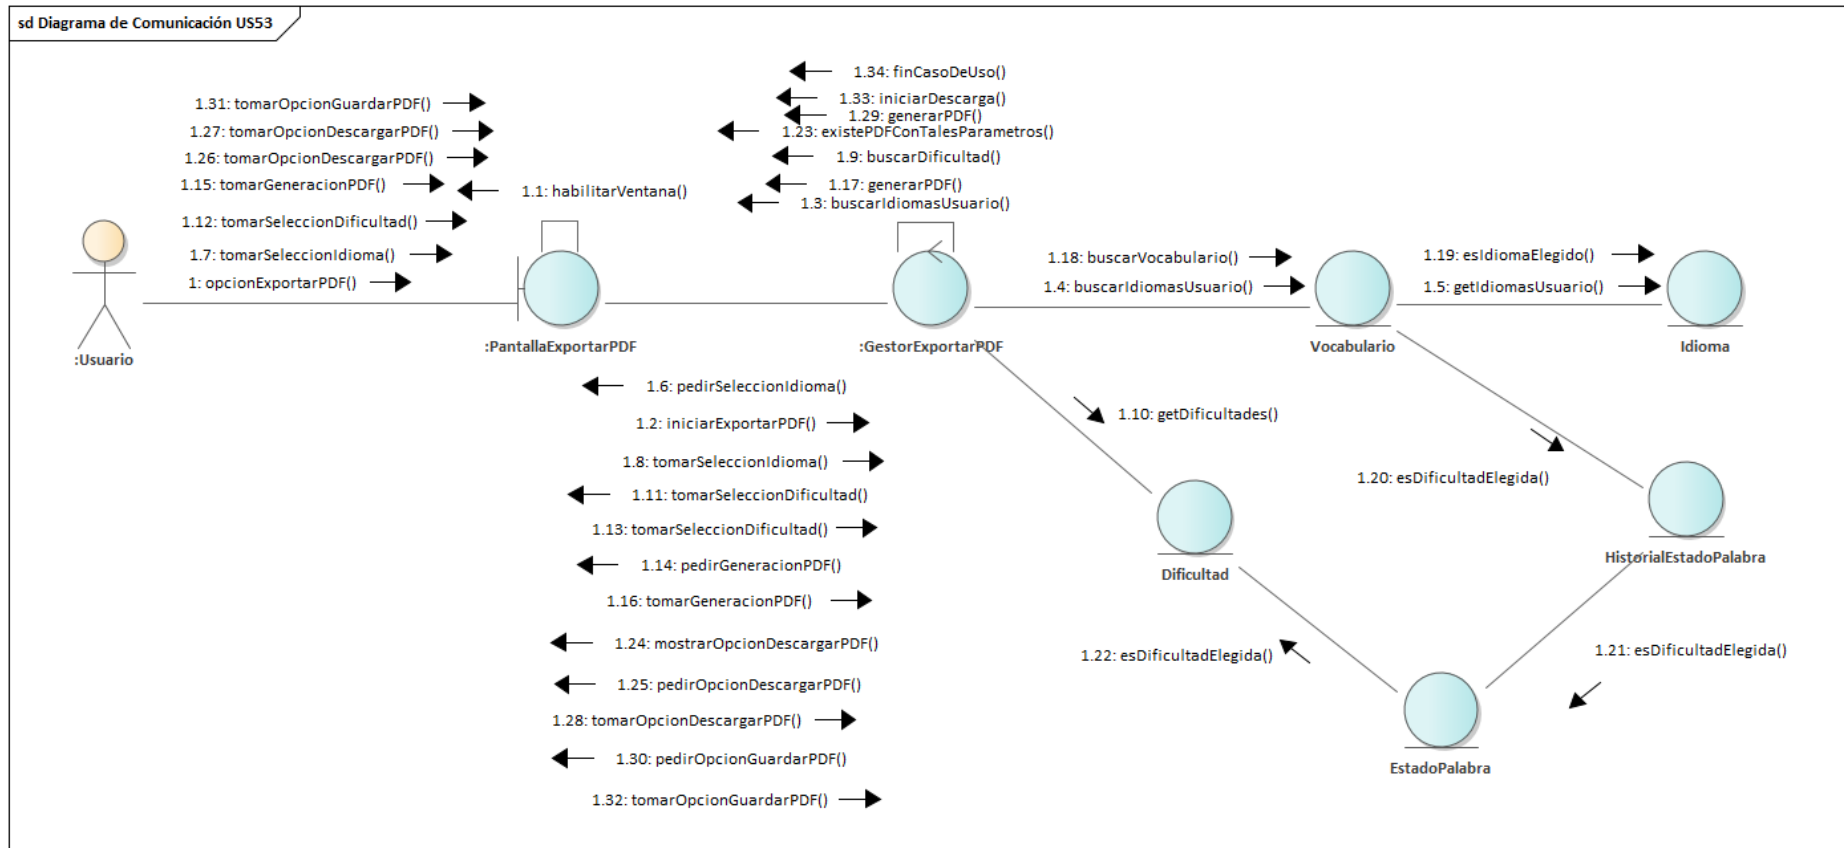 sd Diagrama de Comunicación US53
1.34: finCasoDeUso()
1.31: tomarOpcionGuardarPDF()
1.33: iniciarDescarga()
1.29: generarPDF()
1.27: tomarOpcionDescargarPDF()
1.23: existePDFConTalesParametros()
1.26: tomarOpcionDescargarPDF()
1.9: buscarDificultad()
1.15: tomarGeneracionPDF()
1.1: habilitarVentana()
1.17: generarPDF()
1.3: buscarIdiomasUsuario()
1.12: tomarSeleccionDificultad()
1.7: tomarSeleccionIdioma()
1.18: buscarVocabulario()
1.19: esIdiomaElegido()
1: opcionExportarPDF()
1.4: buscarIdiomasUsuario()
1.5: getIdiomasUsuario()
:Usuario
:PantallaExportarPDF
:GestorExportarPDF
Vocabulario
Idioma
1.6: pedirSeleccionIdioma()
1.10: getDificultades()
1.2: iniciarExportarPDF()
1.8: tomarSeleccionIdioma()
1.20: esDificultadElegida()
1.11: tomarSeleccionDificultad()
1.13: tomarSeleccionDificultad()
1.14: pedirGeneracionPDF()
HistorialEstadoPalabra
Dificultad
1.16: tomarGeneracionPDF()
1.24: mostrarOpcionDescargarPDF()
1.22: esDificultadElegida()
1.21: esDificultadElegida()
1.25: pedirOpcionDescargarPDF()
1.28: tomarOpcionDescargarPDF()
1.30: pedirOpcionGuardarPDF()
EstadoPalabra
1.32: tomarOpcionGuardarPDF()